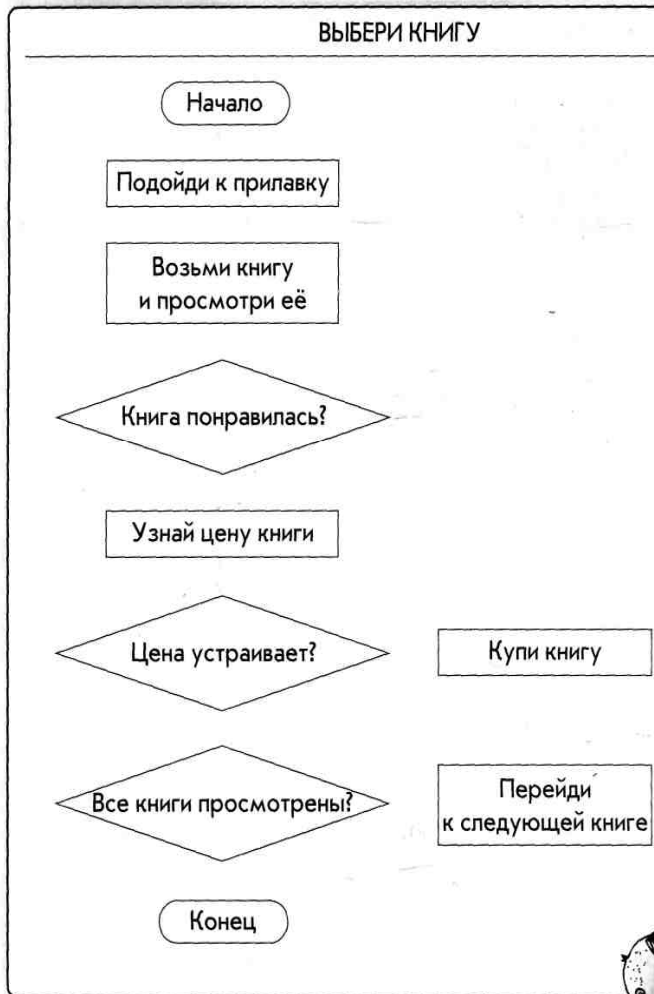 ВЫБЕРИ КНИГУ
Начало
Подойди к прилавку
Возьми книгу
и просмотри её
Книга понравилась?
Узнай цену книги
Цена устраивает?
Купи книгу
Все книги просмотрены?
Перейди
к следующей книге
Конец